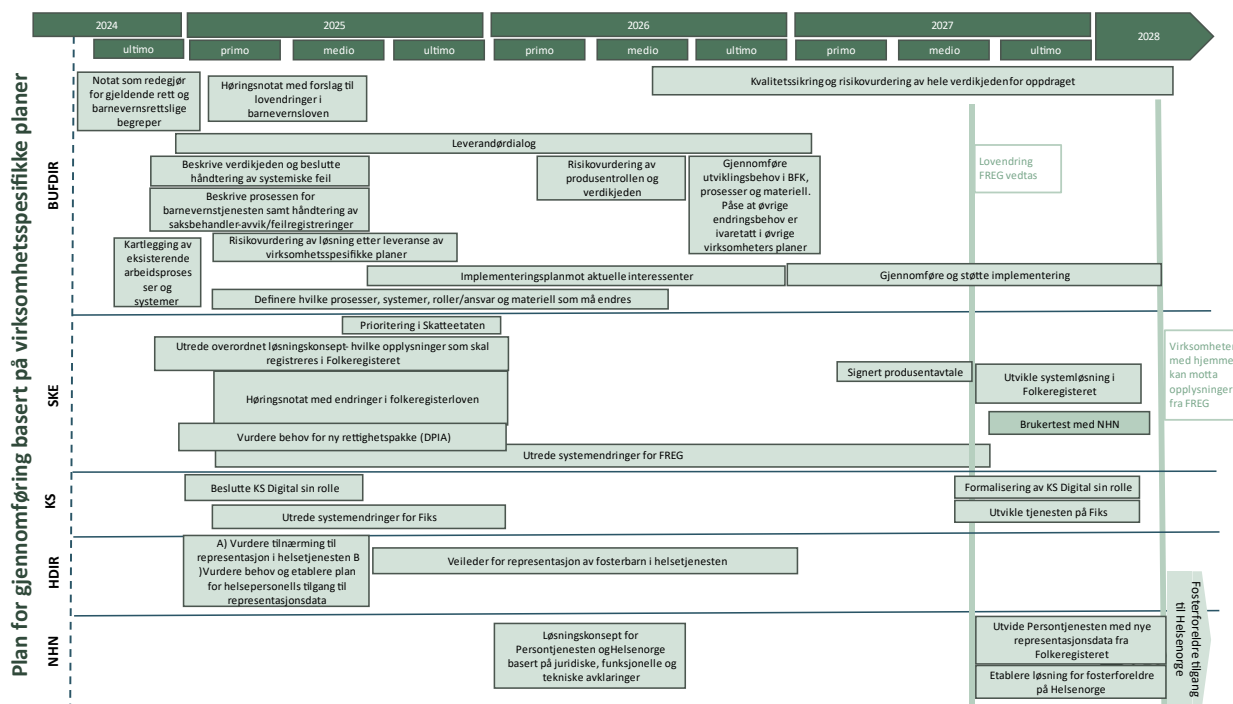 Plan for gjennomføring basert på virksomhetsspesifikke planer
2024
2025
2026
2027
2028
ultimo
primo
medio
ultimo
primo
medio
ultimo
primo
medio
ultimo
BUFDIR
Notat som redegjør
for gjeldende rett og
barnevernsrettslige
begreper
Høringsnotat med forslag til
lovendringer i
barnevernsloven
Kvalitetssikring og risikovurdering av hele verdikjeden for oppdraget
Leverandørdialog
Beskrive verdikjeden og beslutte
håndtering av systemiske feil
Beskrive prosessen for
barnevernstjenesten samt håndtering av
saksbehandler-avvik/feilregistreringer
Risikovurdering av
produsentrollen og
verdikjeden
Gjennomføre
utviklingsbehov i BFK,
prosesser og materiell.
Påse at øvrige
endringsbehov er
ivaretatt i øvrige
virksomheters planer
Lovendring
FREG vedtas
Kartlegging av
eksisterende
arbeidsproses
ser og
systemer
Risikovurdering av løsning etter leveranse av
virksomhetsspesifikke planer
Implementeringsplan mot aktuelle interessenter
Gjennomføre og støtte implementering
Definere hvilke prosesser, systemer, roller/ansvar og materiell som må endres
SKE
Prioritering i Skatteetaten
Utrede overordnet løsningskonsept- hvilke opplysninger som skal
registreres i Folkeregisteret
Høringsnotat med endringer i folkeregisterloven
Vurdere behov for ny rettighetspakke (DPIA)
Utrede systemendringer for FREG
Signert produsentavtale
Utvikle systemløsning i
Folkeregisteret
Brukertest med NHN
Virksomheter
med hjemmel
kan motta
opplysninger
fra FREG
KS
Beslutte KS Digital sin rolle
Utrede systemendringer for Fiks
Formalisering av KS Digital sin rolle
Utvikle tjenesten på Fiks
HDIR
A) Vurdere tilnærming til
representasjon i helsetjenesten B
)Vurdere behov og etablere plan
for helsepersonells tilgang til
representasjonsdata
Veileder for representasjon av fosterbarn i helsetjenesten
NHN
Løsningskonsept for
Persontjenesten og Helsenorge
basert på juridiske, funksjonelle og
tekniske avklaringer
Utvide Persontjenesten med nye
representasjonsdata fra
Folkeregisteret
Etablere løsning for fosterforeldre
på Helsenorge
Fosterforeldre tilgang
til Helsenorge